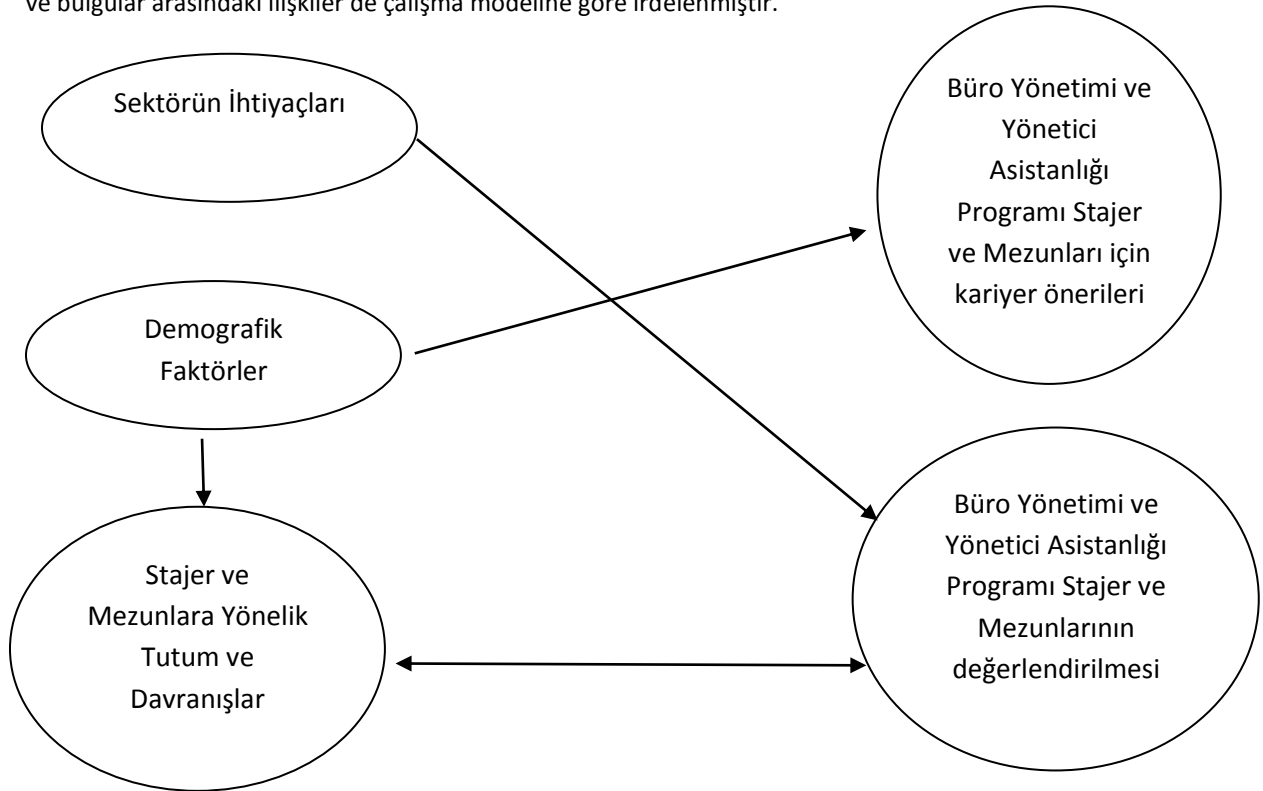 ve bulgular arasındaki ilişkiler de çalışma modeline göre irdelenmiştir.
Sektörün İhtiyaçları
Büro Yönetimi ve
Yönetici
Asistanlığı
Programı Stajer
ve Mezunları için
kariyer önerileri
Demografik
Faktörler
Stajer ve
Mezunlara Yönelik
Tutum ve
Davranışlar
Büro Yönetimi ve
Yönetici Asistanlığı
Programı Stajer ve
Mezunlarının
değerlendirilmesi